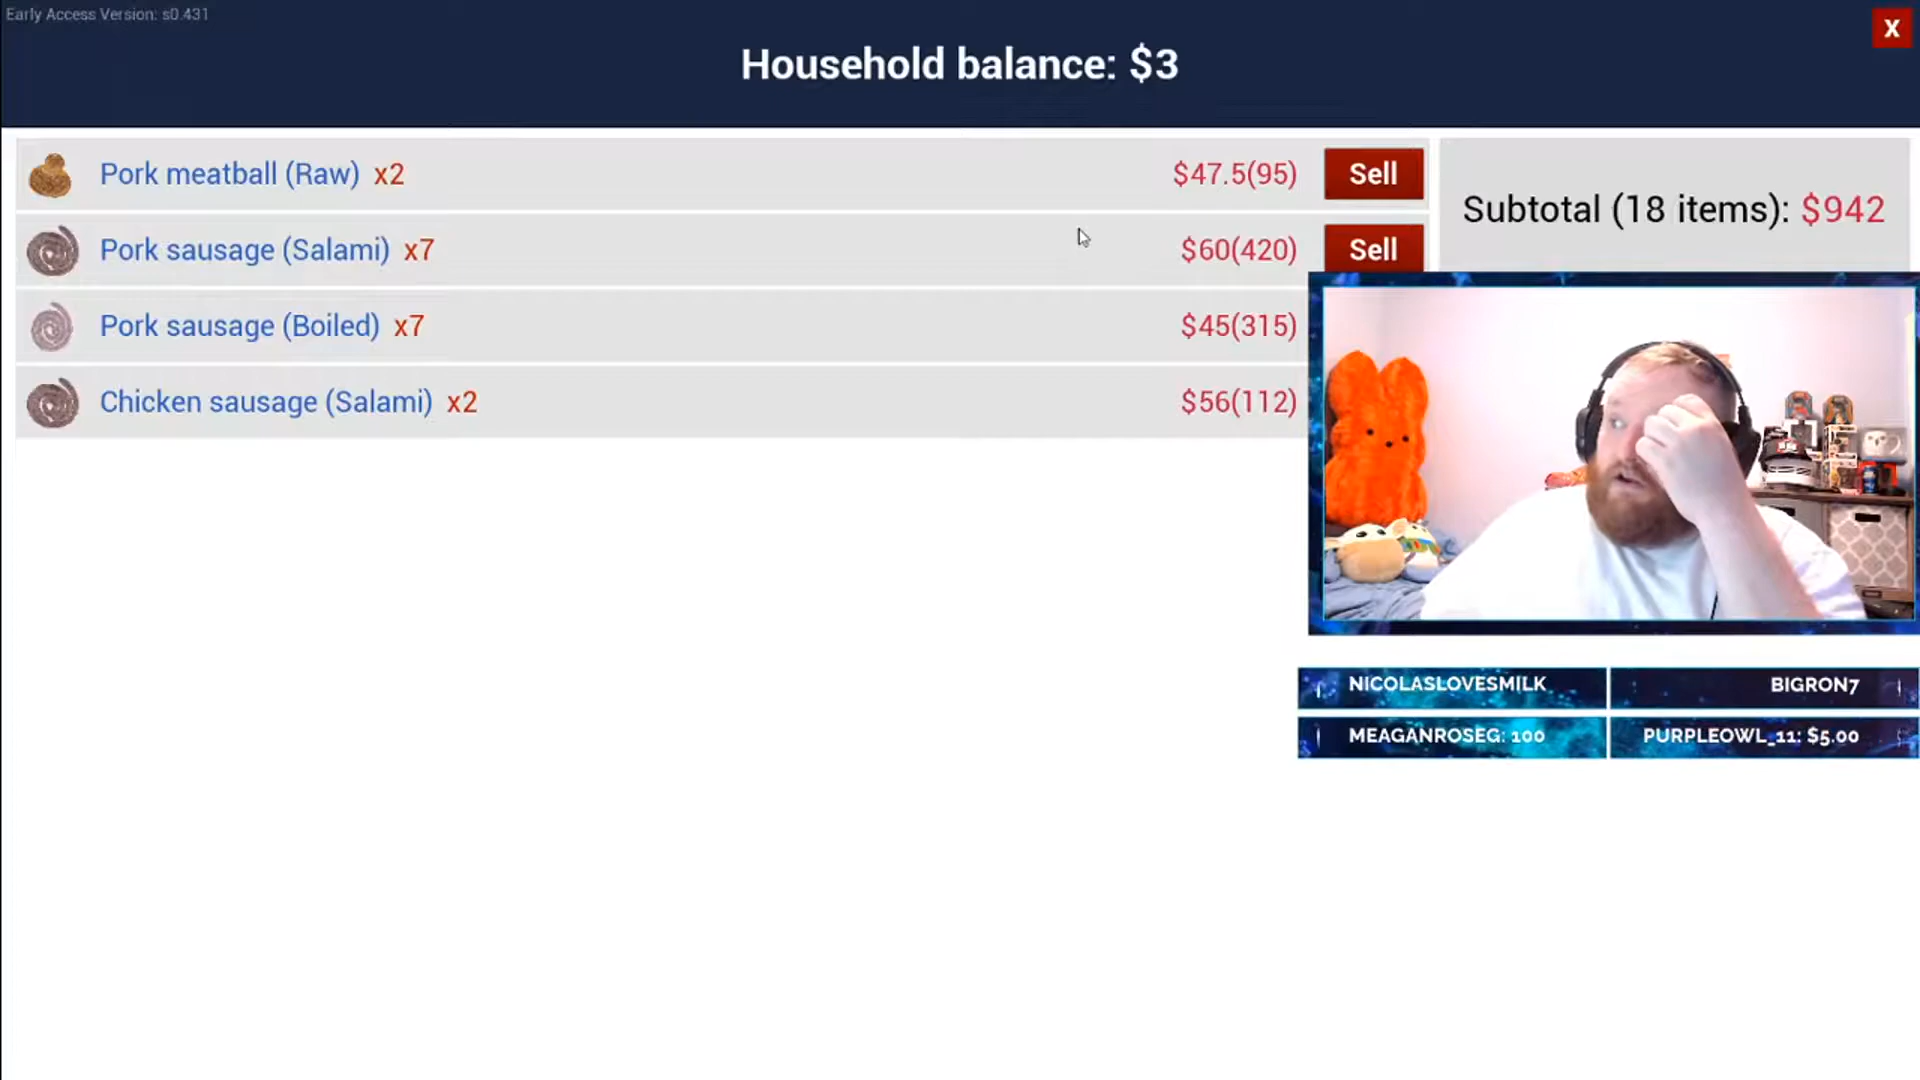 Early Access Version: s0.431
X
Household balance: $3
Pork meatball (Raw) x2 $47.5(95) Sell
Pork sausage (Salami) x7 $60(420) Sell
Pork sausage (Boiled) x7 $45(315)
Chicken sausage (Salami) x2 $56(112)
Subtotal (18 items): $942
NICOLASLOVESMILK BIGRON7
MEAGANROSEG: 100 PURPLEOWL_11: $5.00